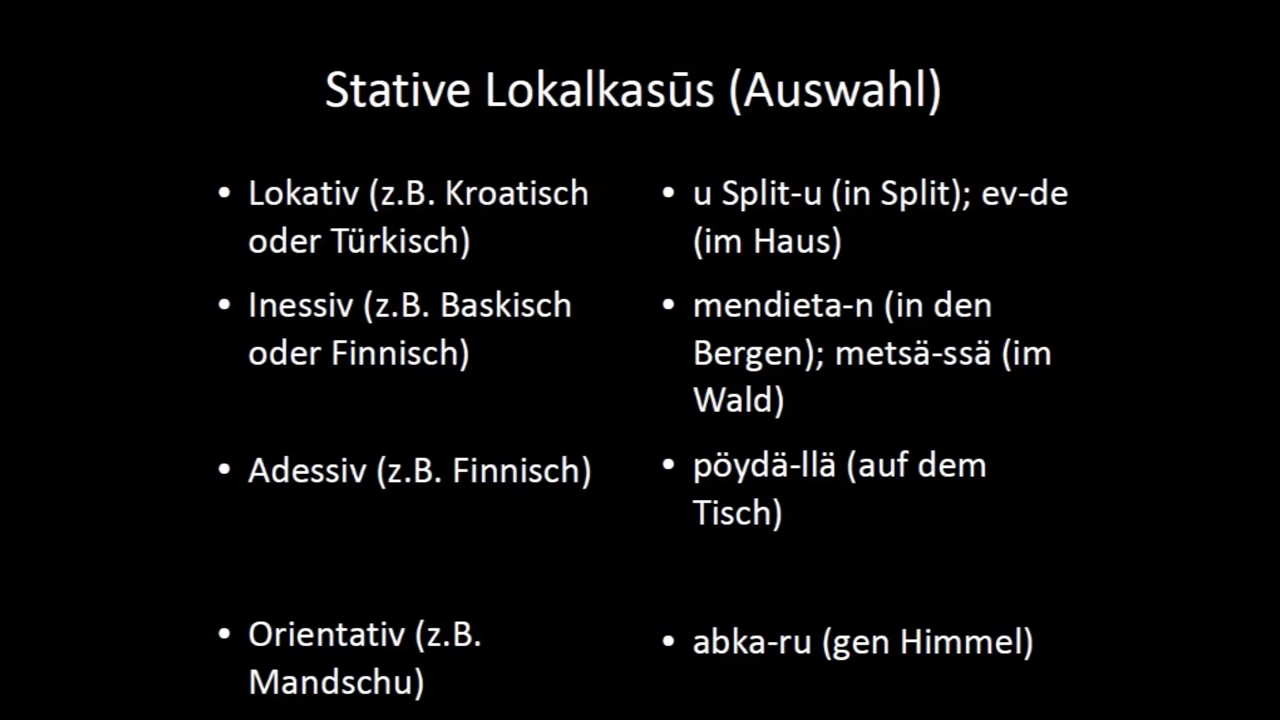 Stative Lokalkasūs (Auswahl)
• Lokativ (z.B. Kroatisch
oder Türkisch)
• u Split-u (in Split); ev-de
(im Haus)
• Inessiv (z.B. Baskisch
oder Finnisch)
• mendieta-n (in den
Bergen); metsä-ssä (im
Wald)
• Adessiv (z.B. Finnisch)
• pöydä-llä (auf dem
Tisch)
• Orientativ (z.B.
Mandschu)
• abka-ru (gen Himmel)